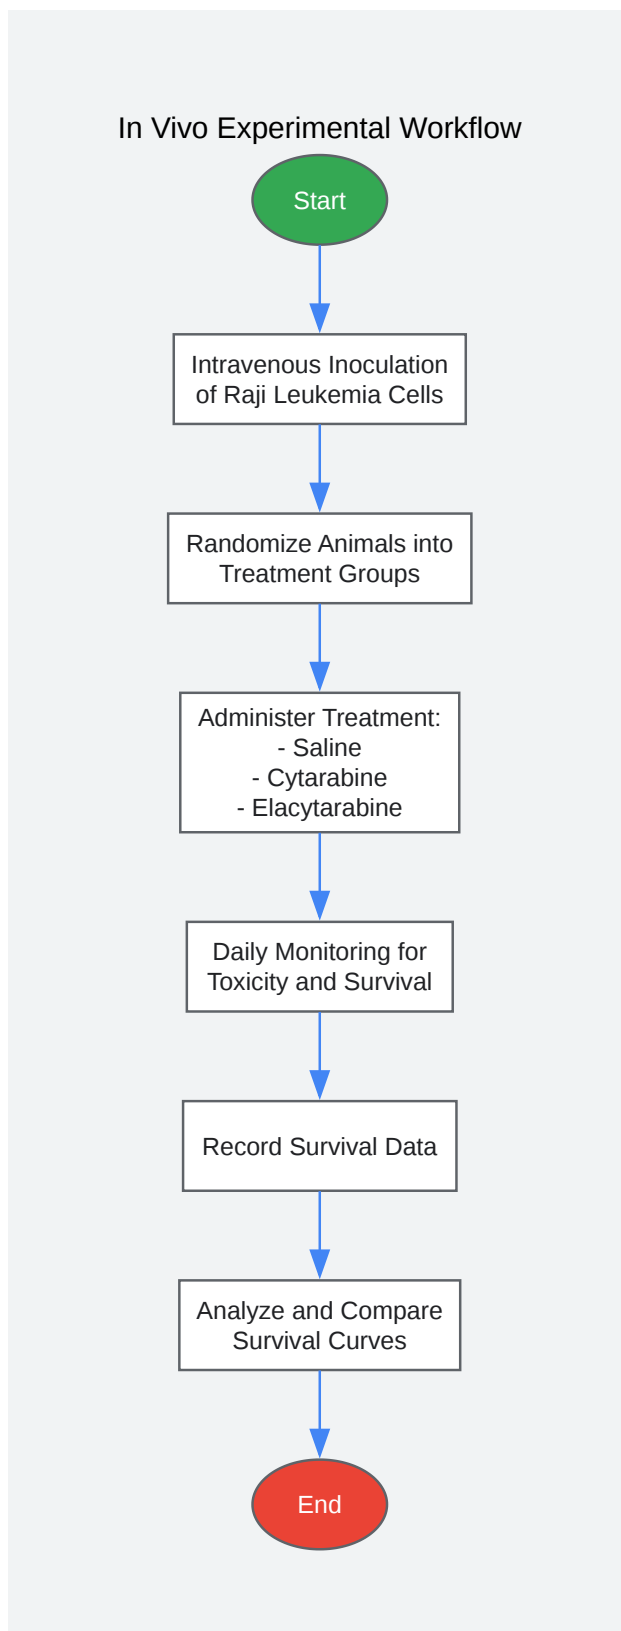 In Vivo Experimental Workflow
Start
Intravenous Inoculation
of Raji Leukemia Cells
Randomize Animals into
Treatment Groups
Administer Treatment:
- Saline
- Cytarabine
- Elacytarabine
Daily Monitoring for
Toxicity and Survival
Record Survival Data
Analyze and Compare
Survival Curves
End